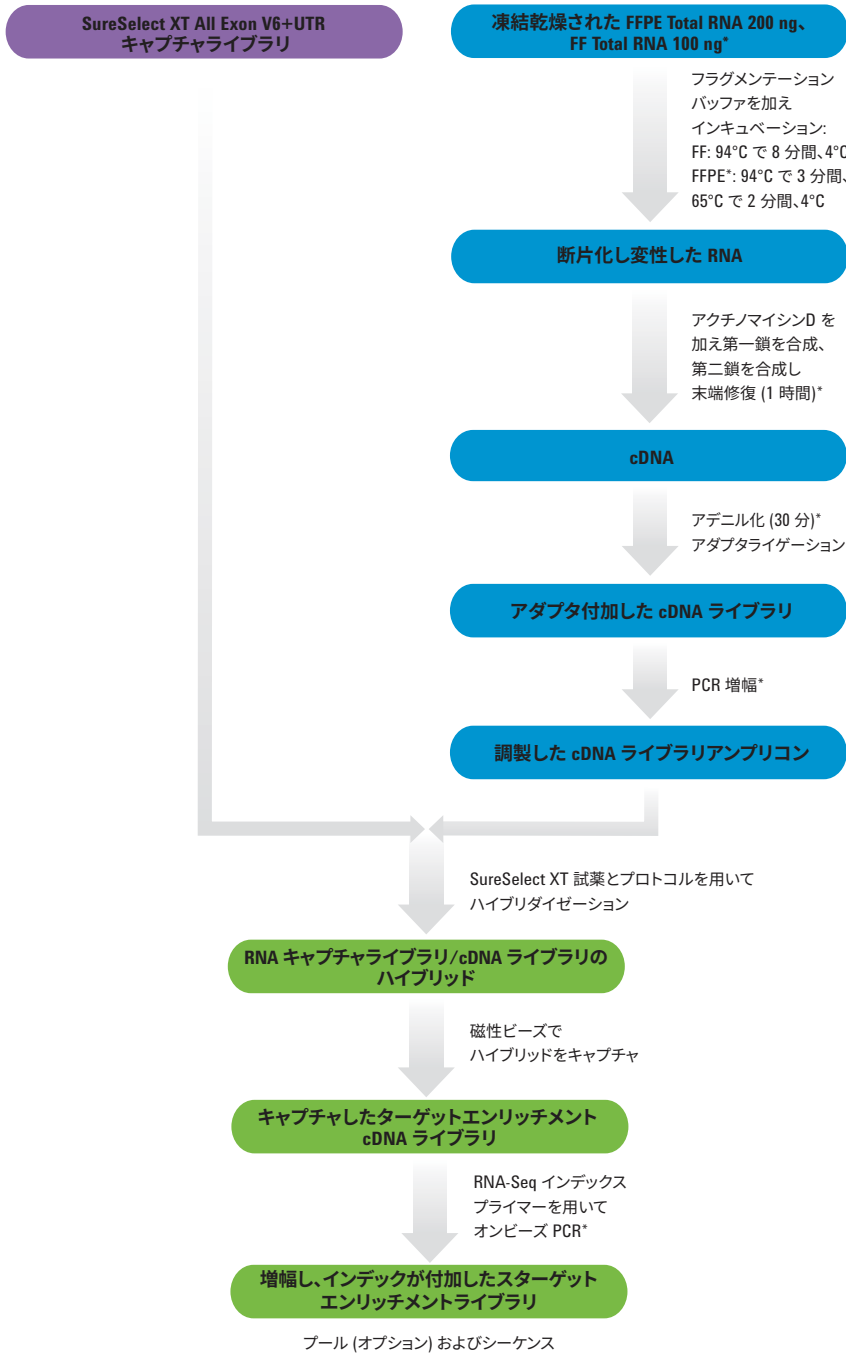 SureSelect XT All Exon V6+UTR
キャプチャライブラリ
凍結乾燥された FFPE Total RNA 200 ng、
FF Total RNA 100 ng*
フラグメンテーション
バッファを加え
インキュベーション:
FF: 94°C で 8 分間、4°C
FFPE*: 94°C で 3 分間、
65°C で 2 分間、4°C
断片化し変性した RNA
アクチノマイシンD を
加え第一鎖を合成、
第二鎖を合成し
末端修復 (1 時間)*
cDNA
アデニル化 (30 分)*
アダプタライゲーション
アダプタ付加した cDNA ライブラリ
PCR 増幅*
調製した cDNA ライブラリアンプリコン
SureSelect XT 試薬とプロトコルを用いて
ハイブリダイゼーション
RNA キャプチャライブラリ/cDNA ライブラリの
ハイブリッド
磁性ビーズで
ハイブリッドをキャプチャ
キャプチャしたターゲットエンリッチメント
cDNA ライブラリ
RNA-Seq インデックス
プライマーを用いて
オンビーズ PCR*
増幅し、インデックが付加したスターゲット
エンリッチメントライブラリ
プール (オプション) およびシーケンス